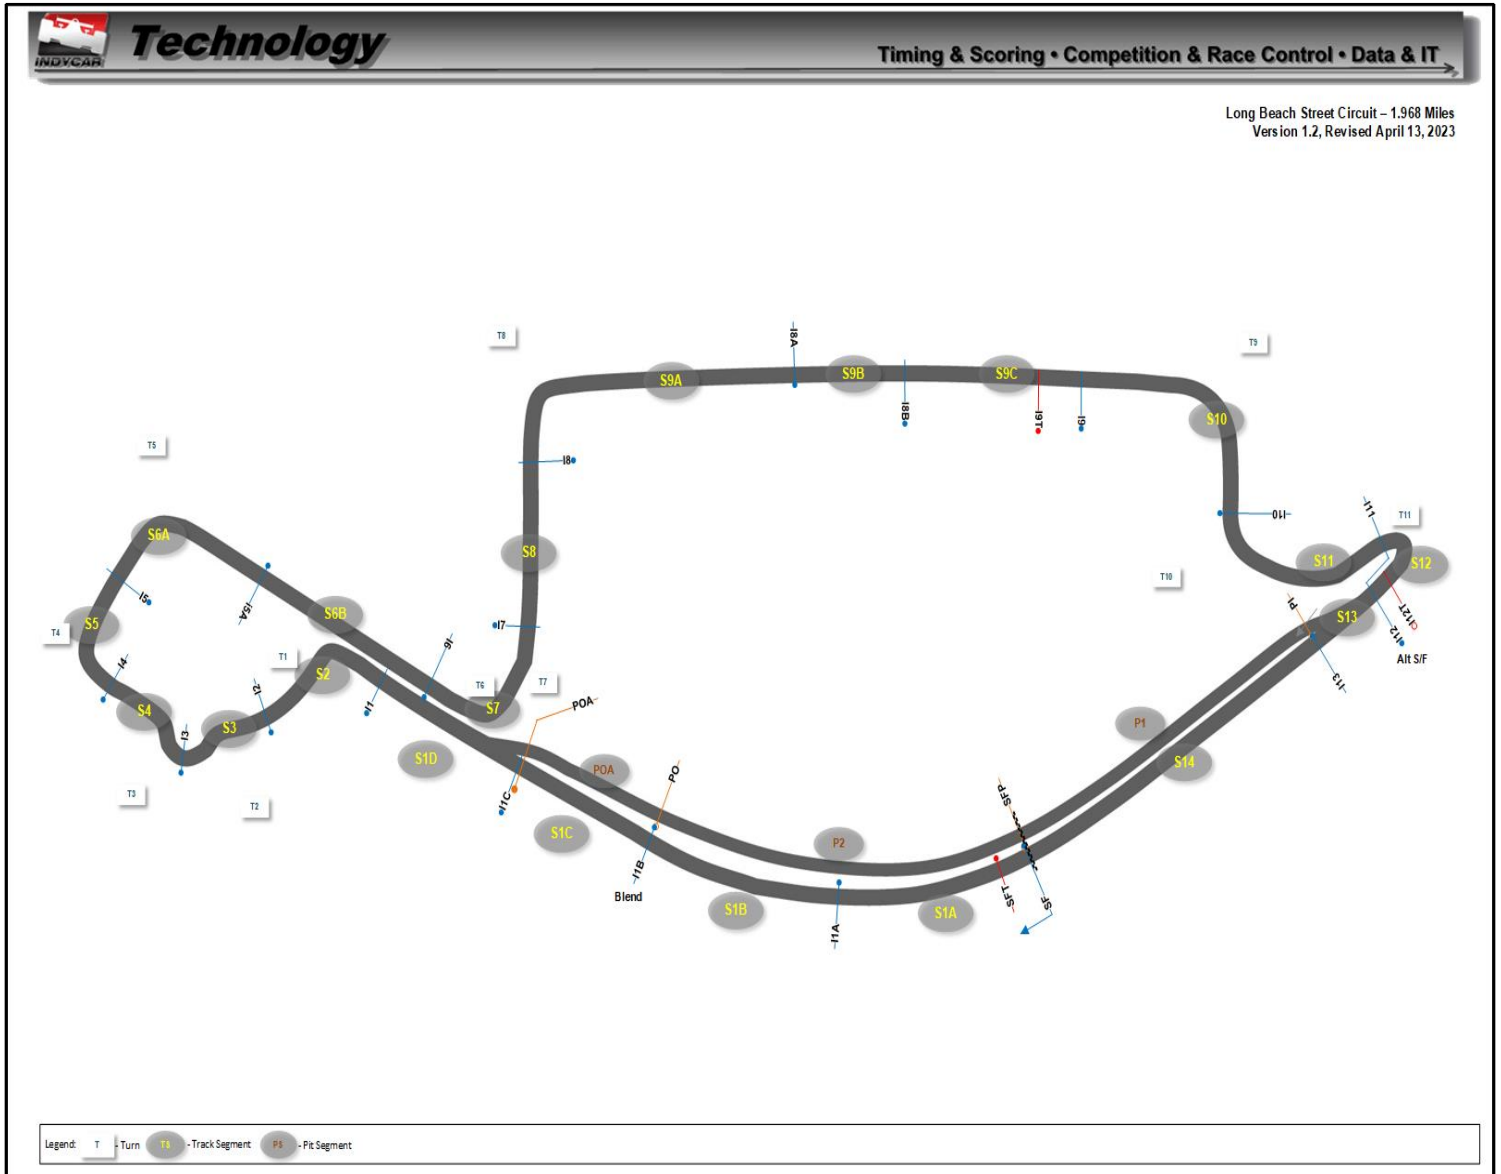 INDYCAR Technology
Timing & Scoring • Competition & Race Control • Data & IT
Long Beach Street Circuit – 1.968 Miles
Version 1.2, Revised April 13, 2023
T8
I8A
T9
S9A
S9B
S9C
I8B
I9T
I9
S10
T5
I8
S6A
I10
I11
T11
S8
S11
S12
T10
I5
I5A
PI
I12T
S5
S6B
I7
S13
I12
T4
Alt S/F
T1
I6
I4
S2
I2
T6
T7
I13
S4
I1
S7
POA
S3
I3
P1
S1D
S14
POA
PO
T3
T2
I1C
SFP
S1C
P2
I1B
Blend
SFT
SF
S1B
S1A
I1A
Legend: T - Turn TS - Track Segment PS - Pit Segment